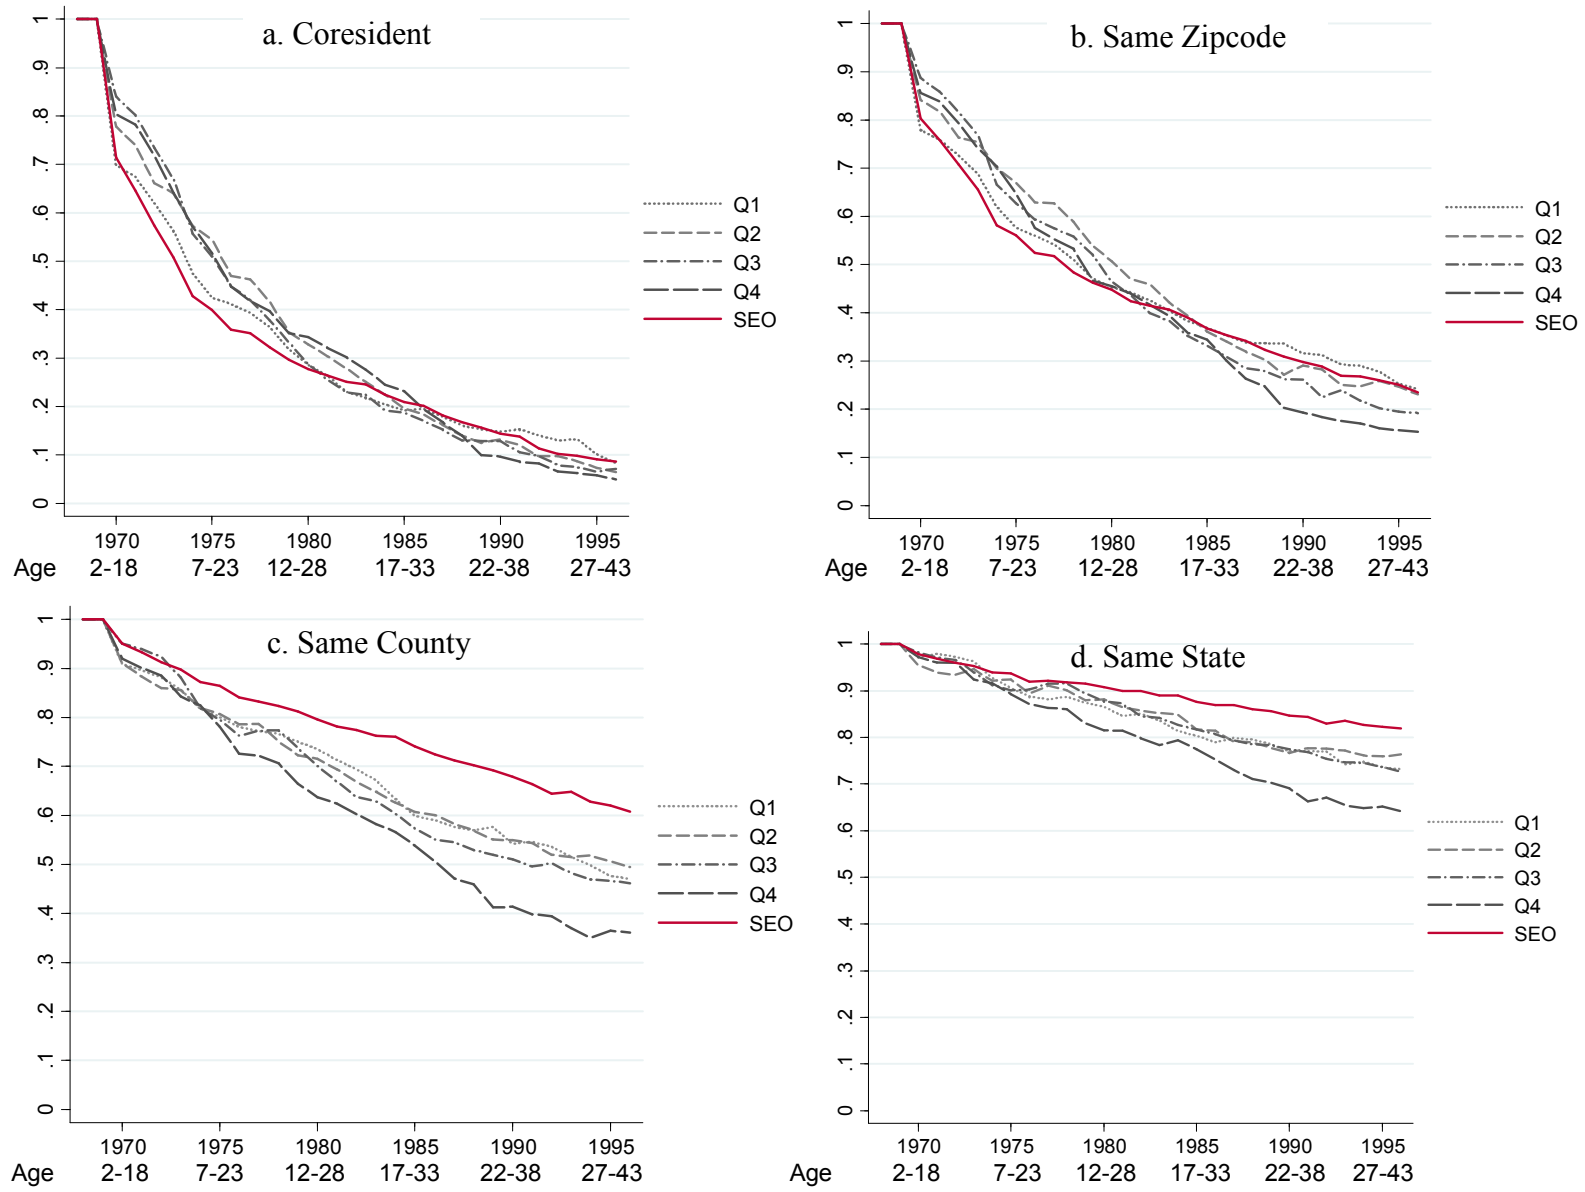 a. Coresident
1
.9
.8
.7
.6
.5
.4
.3
.2
.1
0
1970 1975 1980 1985 1990 1995
Age 2-18 7-23 12-28 17-33 22-38 27-43
Q1
Q2
Q3
Q4
SEO
b. Same Zipcode
1
.9
.8
.7
.6
.5
.4
.3
.2
.1
0
1970 1975 1980 1985 1990 1995
Age 2-18 7-23 12-28 17-33 22-38 27-43
Q1
Q2
Q3
Q4
SEO
c. Same County
1
.9
.8
.7
.6
.5
.4
.3
.2
.1
0
1970 1975 1980 1985 1990 1995
Age 2-18 7-23 12-28 17-33 22-38 27-43
Q1
Q2
Q3
Q4
SEO
d. Same State
1
.9
.8
.7
.6
.5
.4
.3
.2
.1
0
1970 1975 1980 1985 1990 1995
Age 2-18 7-23 12-28 17-33 22-38 27-43
Q1
Q2
Q3
Q4
SEO